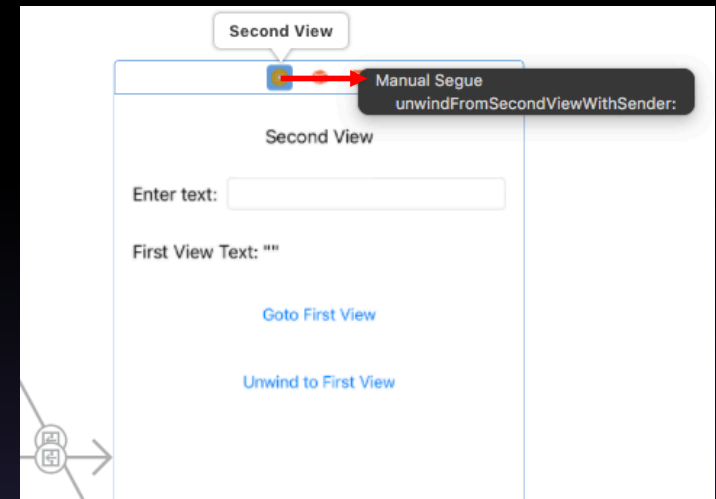 Second View
Manual Segue
unwindFromSecondViewWithSender:
Second View
Enter text:
First View Text: ""
Goto First View
Unwind to First View